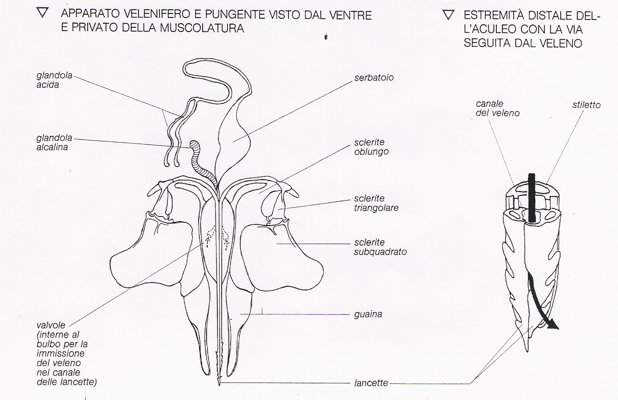 APPARATO VELENIFERO E PUNGENTE VISTO DAL VENTRE
E PRIVATO DELLA MUSCOLATURA
glandola
acida
glandola
alcalina
valvole
(interne al
bulbo per la
immissione
del veleno
nel canale
delle lancette)
serbatoio
sclerite
oblungo
sclerite
triangolare
sclerite
subquadrato
guaina
lancette
ESTREMITÀ DISTALE DEL-
L'ACULEO CON LA VIA
SEGUITA DAL VELENO
canale
del veleno
stiletto